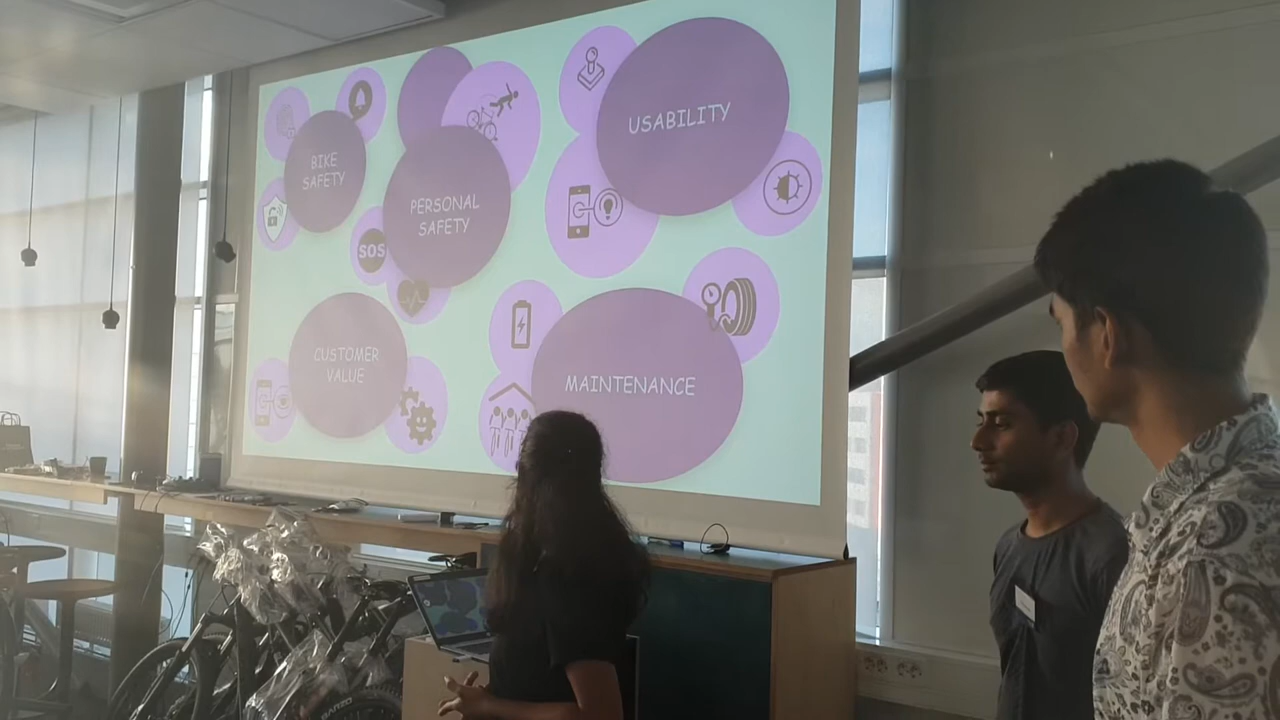 BIKE
SAFETY
PERSONAL
SAFETY
SOS
USABILITY
CUSTOMER
VALUE
MAINTENANCE